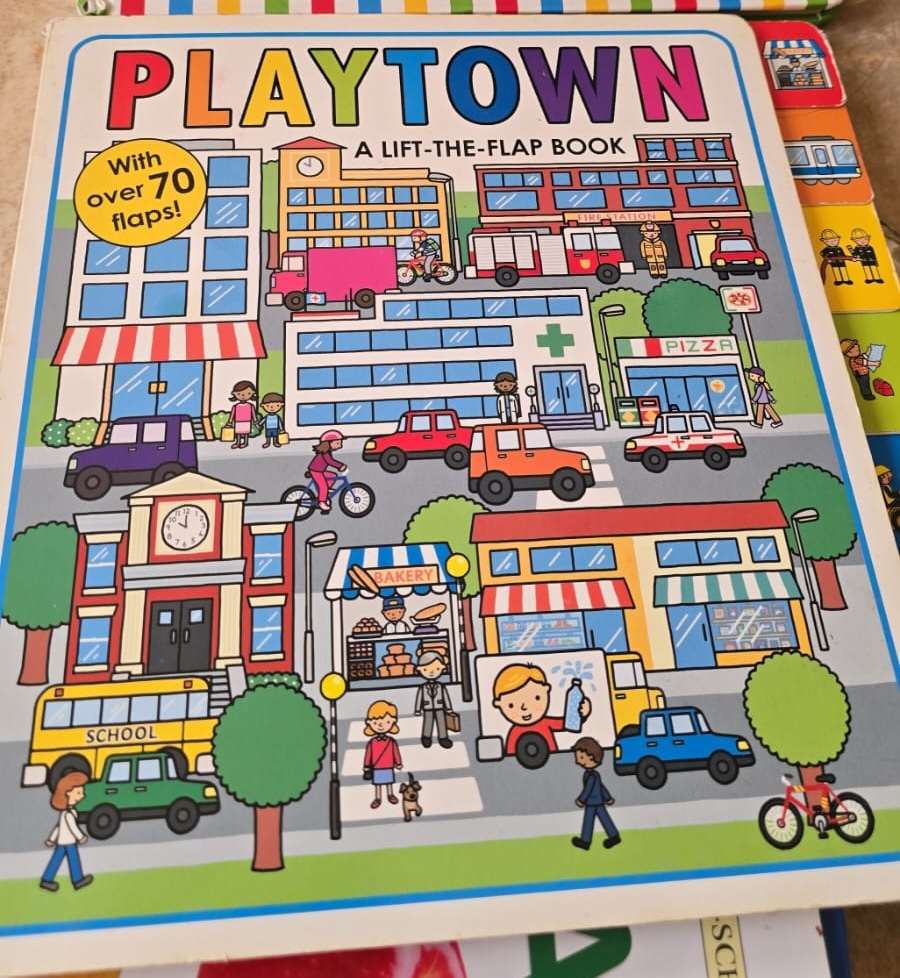 PLAYTOWN
A LIFT-THE-FLAP BOOK
With
over 70
flaps!
FIRE STATION
PIZZA
BAKERY
SCHOOL